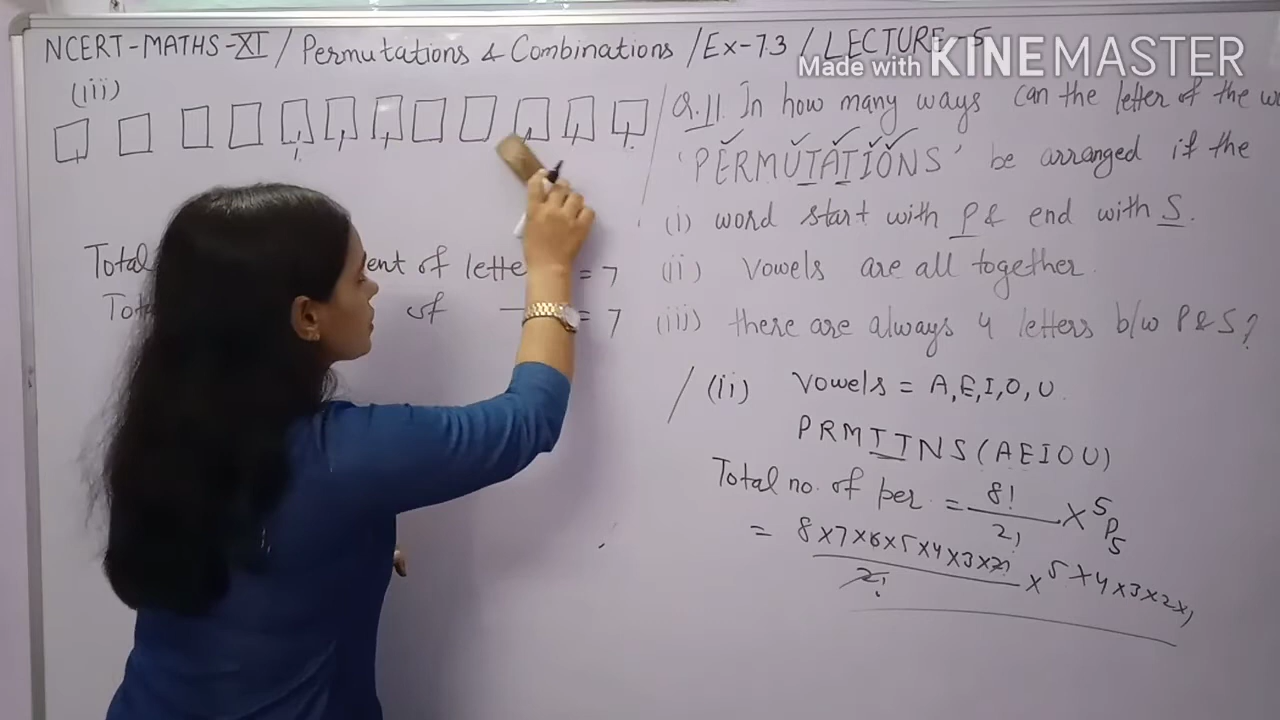 NCERT-MATHS-XI / Permutations & Combinations / Ex-7.3 / LECTURE-5
Made with KINEMASTER
(iii)
Total ent of lette = 7
Tot of — = 7
Q.11. In how many ways can the letter of the w
'PERMUTATIONS' be arranged if the
(i) word start with P & end with S.
(ii) vowels are all together.
(iii) there are always 4 letters b/w P & S?
(ii) vowels = A,E,I,O,U.
PRMTTNS(AEIOU)
Total no. of per. = 8!/2! × ⁵P₅
= 8×7×6×5×4×3×2!/2! × 5×4×3×2×1